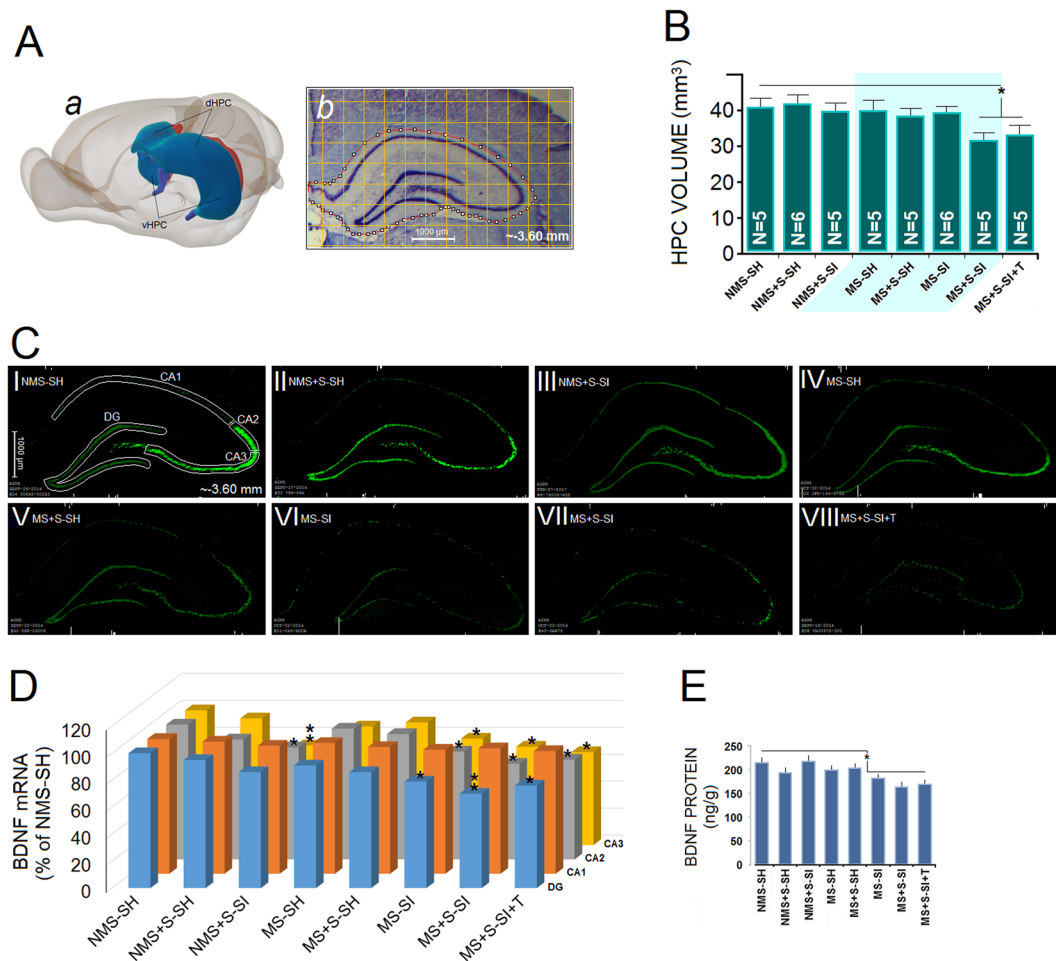 A
a
dHPC
vHPC
b
1000 µm
~-3.60 mm
B
HPC VOLUME (mm³)
40
30
20
10
0
*
N=5
N=6
N=5
N=5
N=5
N=6
N=5
N=5
NMS-SH
NMS+S-SH
NMS+S-SI
MS-SH
MS+S-SH
MS-SI
MS+S-SI
MS+S-SI+T
C
I NMS-SH
CA1
DG
CA2
CA3
1000 µm
~-3.60 mm
II NMS+S-SH
III NMS+S-SI
IV MS-SH
V MS+S-SH
VI MS-SI
VII MS+S-SI
VIII MS+S-SI+T
D
BDNF mRNA
(% of NMS-SH)
120
100
80
60
40
20
0
CA3
CA2
CA1
DG
NMS-SH
NMS+S-SH
NMS+S-SI
MS-SH
MS+S-SH
MS-SI
MS+S-SI
MS+S-SI+T
E
BDNF PROTEIN
(ng/g)
250
200
150
100
50
0
*
NMS-SH
NMS+S-SH
NMS+S-SI
MS-SH
MS+S-SH
MS-SI
MS+S-SI
MS+S-SI+T